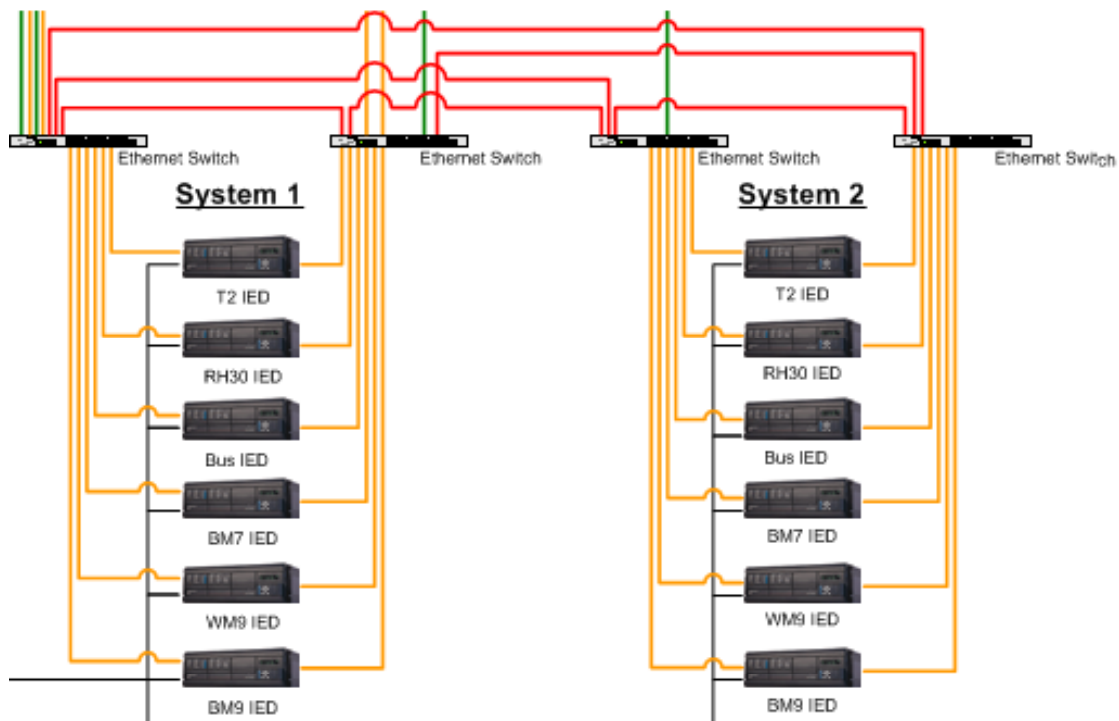 Ethernet Switch
Ethernet Switch
Ethernet Switch
Ethernet Switch
System 1
System 2
T2 IED
T2 IED
RH30 IED
RH30 IED
Bus IED
Bus IED
BM7 IED
BM7 IED
WM9 IED
WM9 IED
BM9 IED
BM9 IED